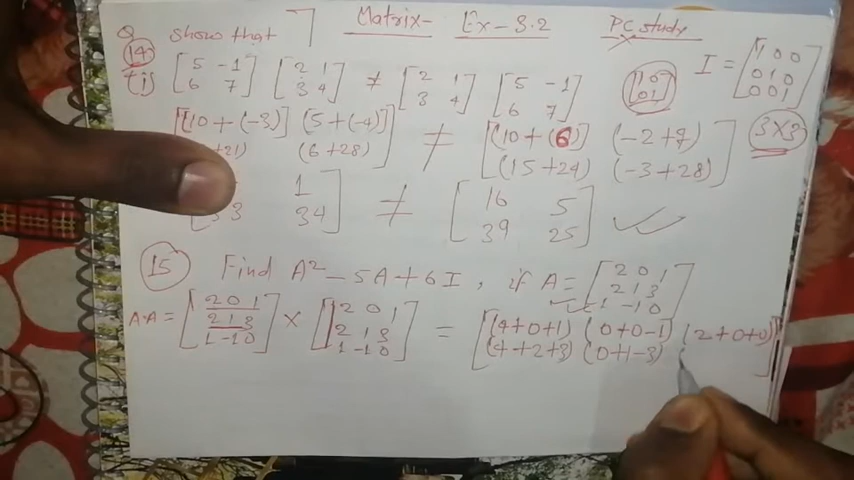 Matrix - Ex - 3.2 PC study
Q Show that
14 (i) [5 -1 [2 1 ≠ [2 1 [5 -1
6 7] 3 4] 3 4] 6 7]
[10 01]
I = [1 0 0
0 1 0
0 0 1]
3×3
[(10 + (-3)] (5 + (-4)] ≠ [(10 + (6)] (-2 + 7)
21) (6 + 28)] (15 + 24) (-3 + 28)]
1 ≠ [16 5
33 34] 39 25]
15 Find A² - 5A + 6I , if A = [2 0 1
2 1 3
1 -1 0]
A.A = [2 0 1 × [2 0 1 = [(4+0+1) (0+0-1) (2+0+0)
2 1 3 2 1 3 (4+2+3) (0+1-3)
1 -1 0] 1 -1 0]